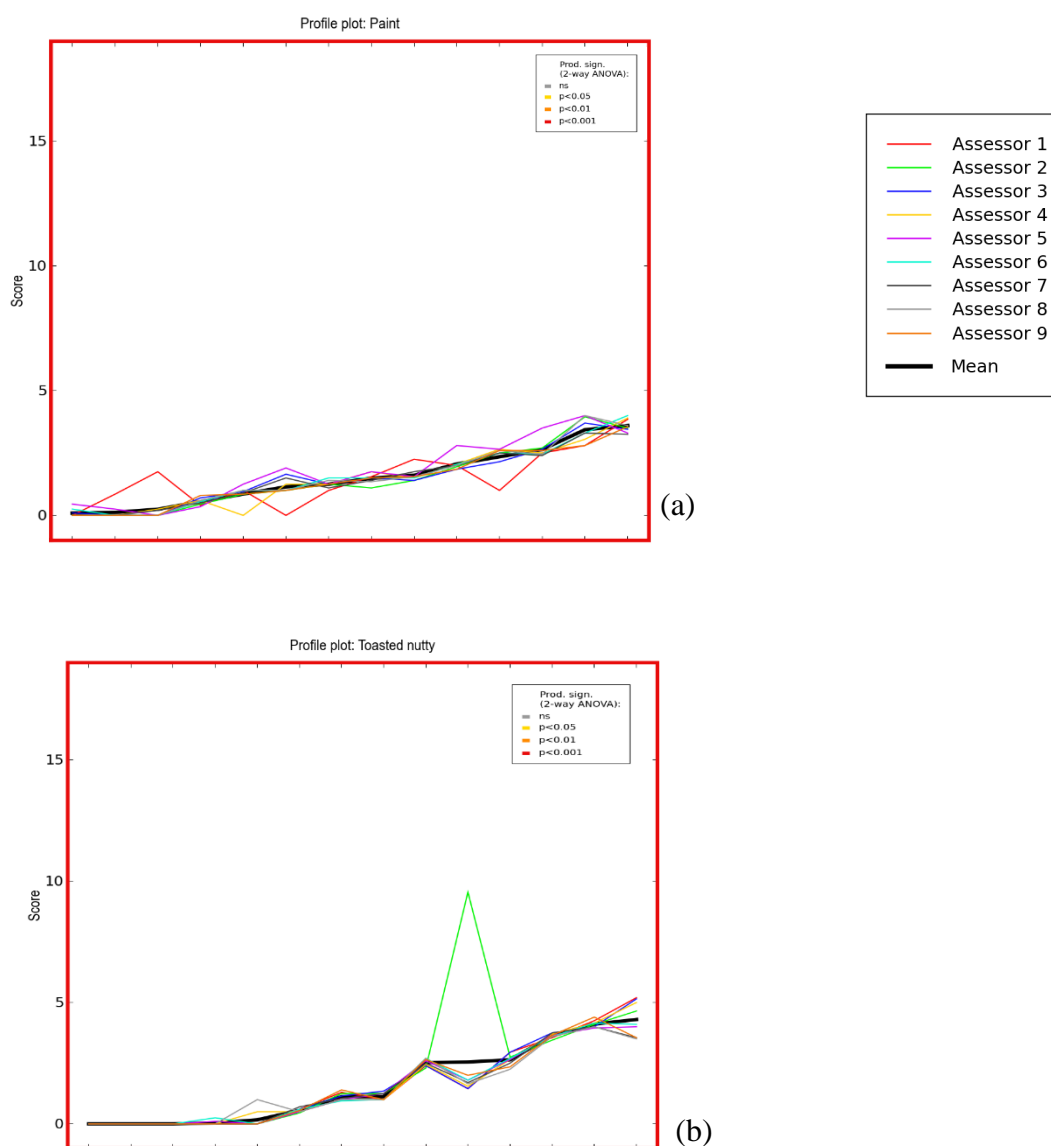 Profile plot: Paint
Prod. sign.
(2-way ANOVA):
ns
p<0.05
p<0.01
p<0.001
15
10
5
0
Score
(a)
Assessor 1
Assessor 2
Assessor 3
Assessor 4
Assessor 5
Assessor 6
Assessor 7
Assessor 8
Assessor 9
Mean
Profile plot: Toasted nutty
Prod. sign.
(2-way ANOVA):
ns
p<0.05
p<0.01
p<0.001
15
10
5
0
Score
(b)